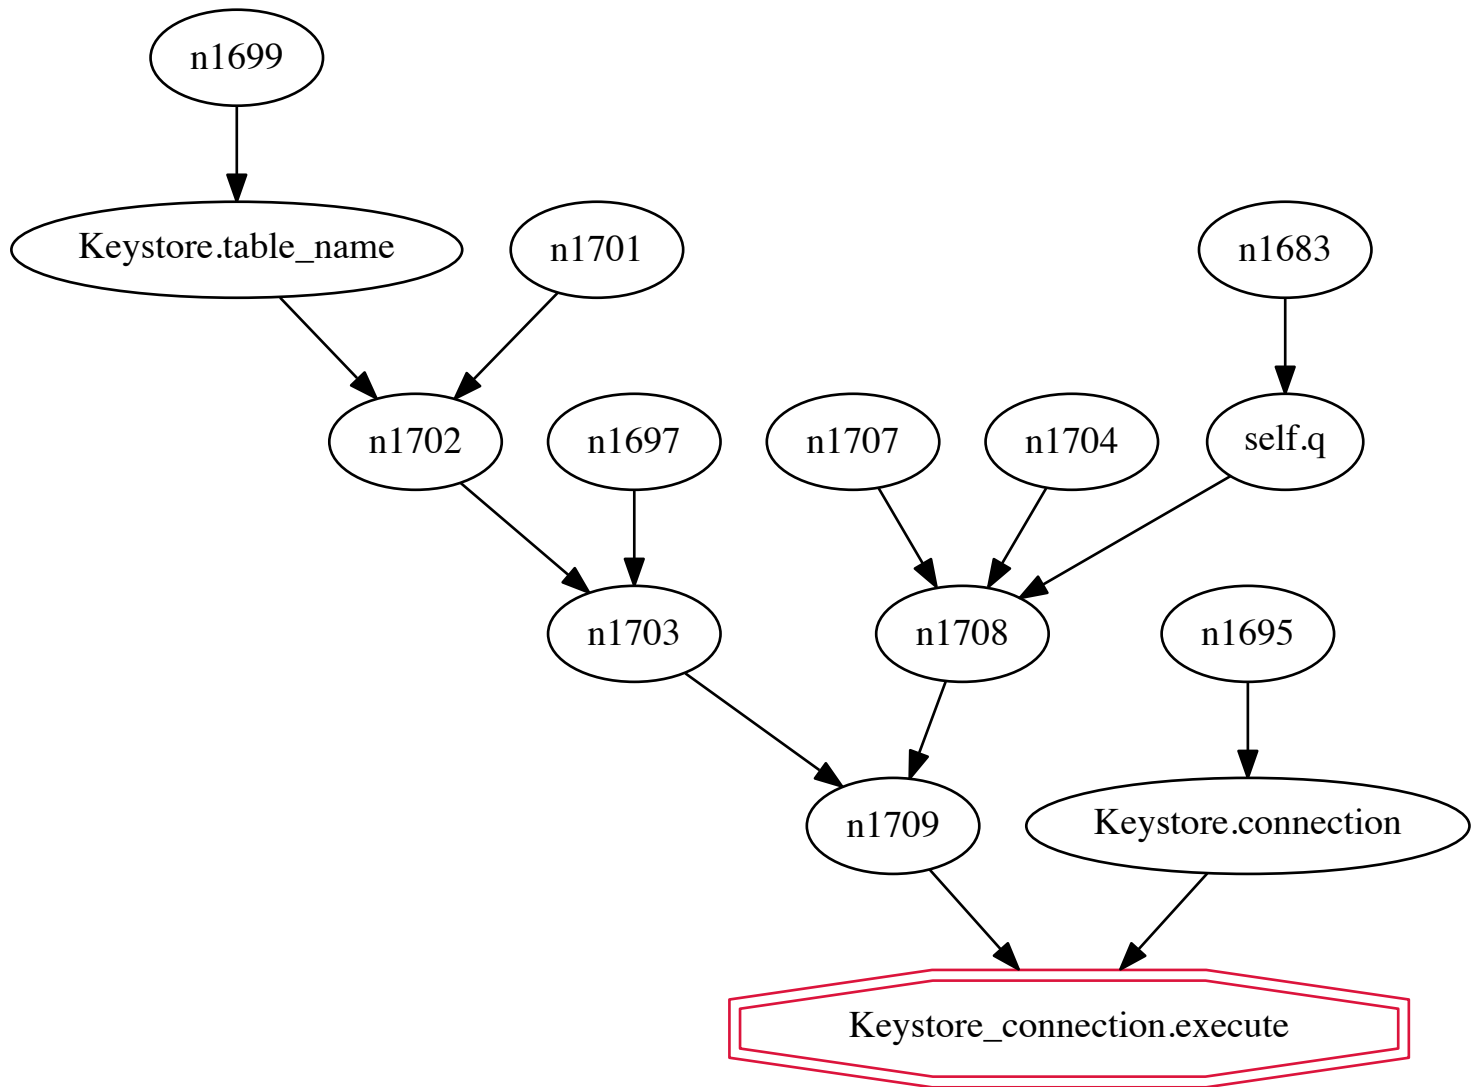 n1699
Keystore.table_name
n1701
n1683
n1702
n1697
n1707
n1704
self.q
n1703
n1708
n1695
n1709
Keystore.connection
Keystore_connection.execute